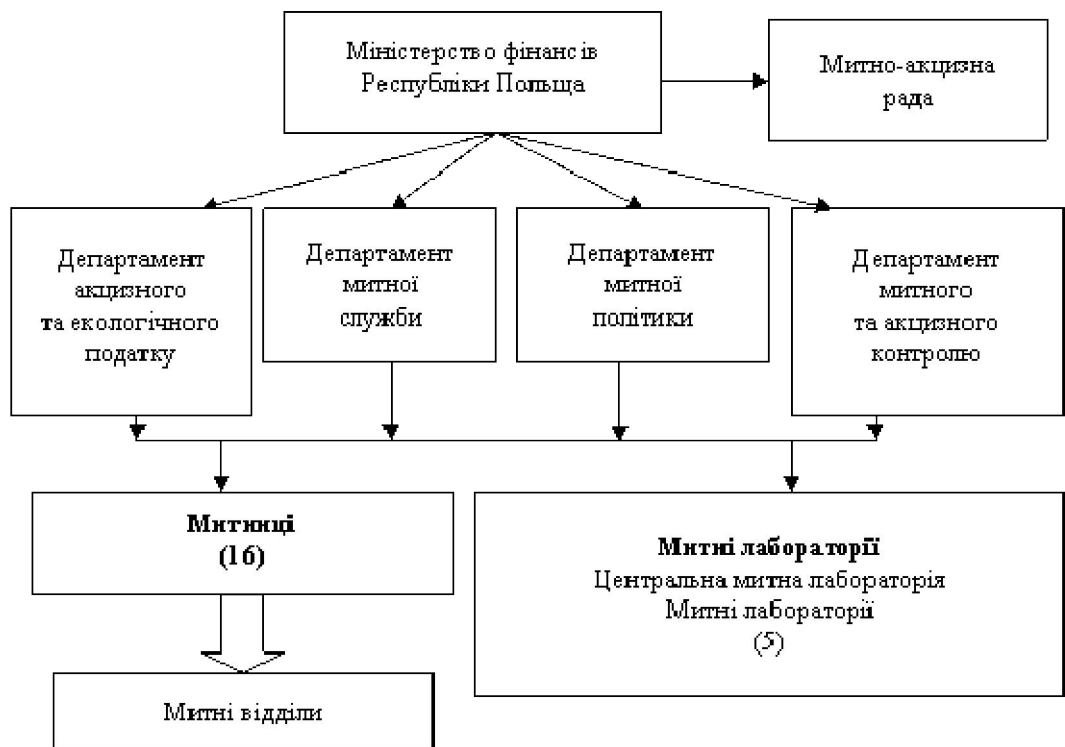 Міністерство фінансів
Республіки Польща
Митно-акцизна
рада
Департамент
акцизного
та екологічного
податку
Департамент
митної
служби
Департамент
митної
політики
Департамент
митного
та акцизного
контролю
Митниці
(16)
Митні лабораторії
Центральна митна лабораторія
Митні лабораторії
(5)
Митні відділи